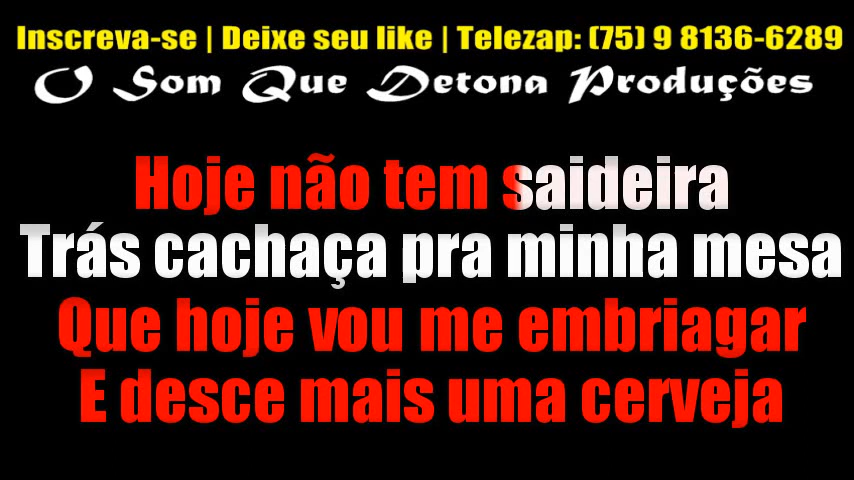 Inscreva-se | Deixe seu like | Telezap: (75) 9 8136-6289
O Som Que Detona Produções
Hoje não tem saideira
Trás cachaça pra minha mesa
Que hoje vou me embriagar
E desce mais uma cerveja